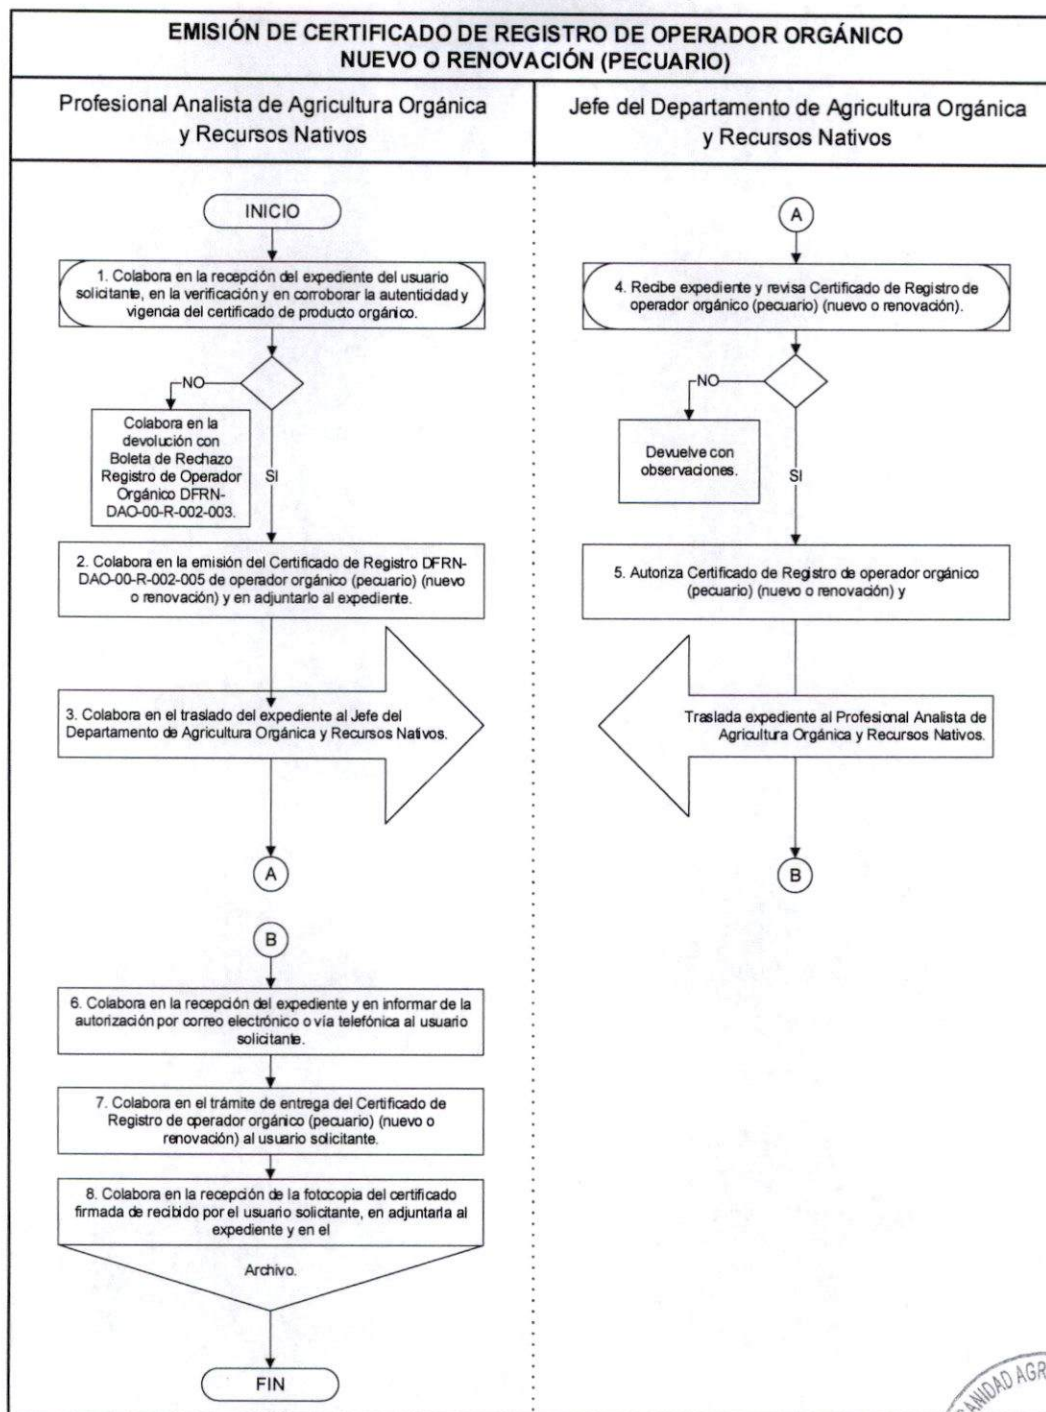 EMISIÓN DE CERTIFICADO DE REGISTRO DE OPERADOR ORGÁNICO
NUEVO O RENOVACIÓN (PECUARIO)
Profesional Analista de Agricultura Orgánica
y Recursos Nativos
Jefe del Departamento de Agricultura Orgánica
y Recursos Nativos
INICIO
1. Colabora en la recepción del expediente del usuario
solicitante, en la verificación y en corroborar la autenticidad y
vigencia del certificado de producto orgánico.
NO
Colabora en la
devolución con
Boleta de Rechazo
Registro de Operador
Orgánico DFRN-
DAO-00-R-002-003.
SI
2. Colabora en la emisión del Certificado de Registro DFRN-
DAO-00-R-002-005 de operador orgánico (pecuario) (nuevo
o renovación) y en adjuntarlo al expediente.
3. Colabora en el traslado del expediente al Jefe del
Departamento de Agricultura Orgánica y Recursos Nativos.
A
A
4. Recibe expediente y revisa Certificado de Registro de
operador orgánico (pecuario) (nuevo o renovación).
NO
Devuelve con
observaciones.
SI
5. Autoriza Certificado de Registro de operador orgánico
(pecuario) (nuevo o renovación) y
Traslada expediente al Profesional Analista de
Agricultura Orgánica y Recursos Nativos.
B
B
6. Colabora en la recepción del expediente y en informar de la
autorización por correo electrónico o vía telefónica al usuario
solicitante.
7. Colabora en el trámite de entrega del Certificado de
Registro de operador orgánico (pecuario) (nuevo o
renovación) al usuario solicitante.
8. Colabora en la recepción de la fotocopia del certificado
firmada de recibido por el usuario solicitante, en adjuntarla al
expediente y en el
Archivo.
FIN
SANIDAD AGR